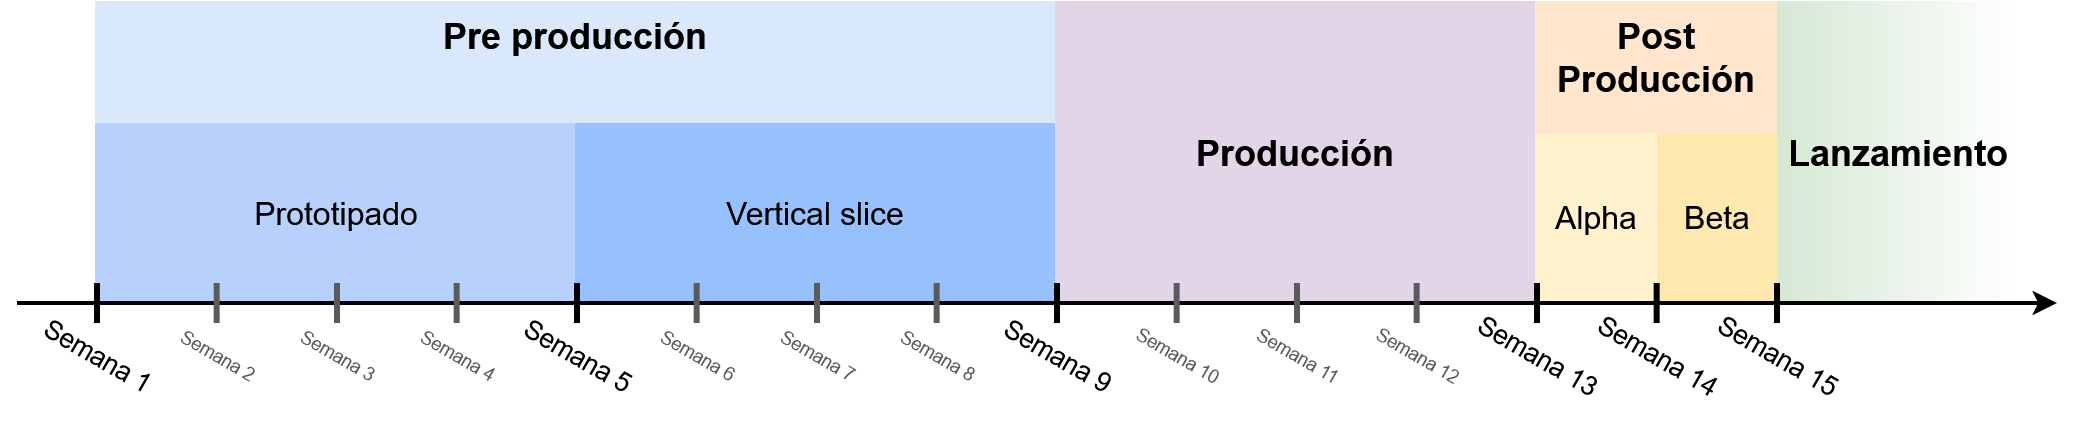 Pre producción
Post
Producción
Producción
Lanzamiento
Prototipado
Vertical slice
Alpha
Beta
Semana 1
Semana 2
Semana 3
Semana 4
Semana 5
Semana 6
Semana 7
Semana 8
Semana 9
Semana 10
Semana 11
Semana 12
Semana 13
Semana 14
Semana 15